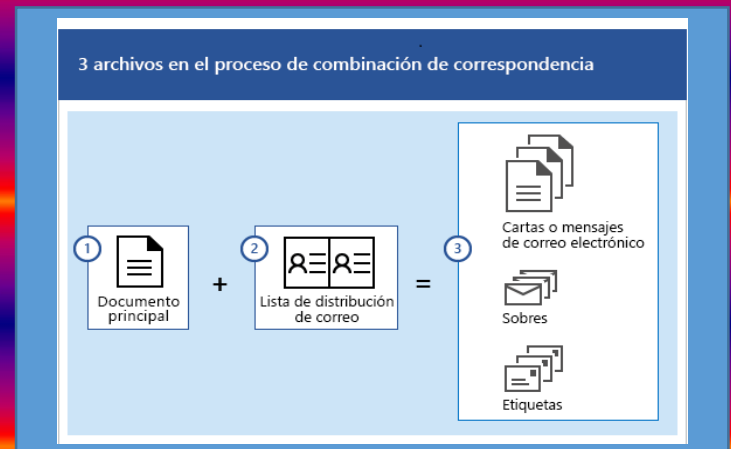 3 archivos en el proceso de combinación de correspondencia
1
Documento
principal
+
2
Lista de distribución
de correo
=
3
Cartas o mensajes
de correo electrónico
Sobres
Etiquetas